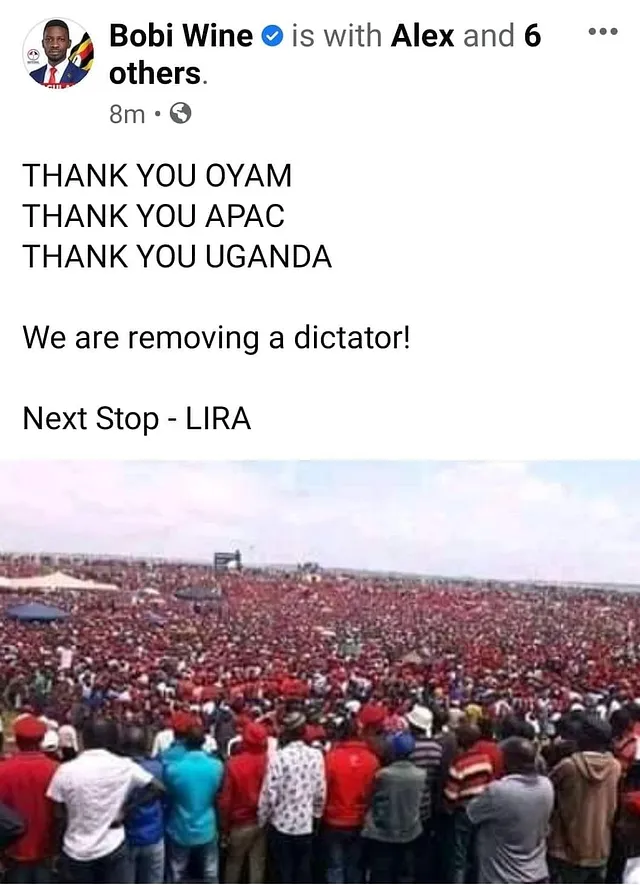 Bobi Wine is with Alex and 6
others.
8m
THANK YOU OYAM
THANK YOU APAC
THANK YOU UGANDA
We are removing a dictator!
Next Stop - LIRA